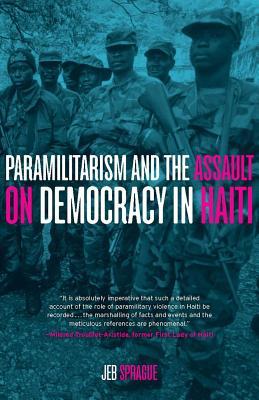 PARAMILITARISM AND THE ASSAULT
ON DEMOCRACY IN HAITI
"It is absolutely imperative that such a detailed
account of the role of paramilitary violence in Haiti be
recorded.....the marshalling of facts and events and the
meticulous references are phenomenal."
—Mildred Trouillot-Aristide, former First Lady of Haiti
JEB SPRAGUE